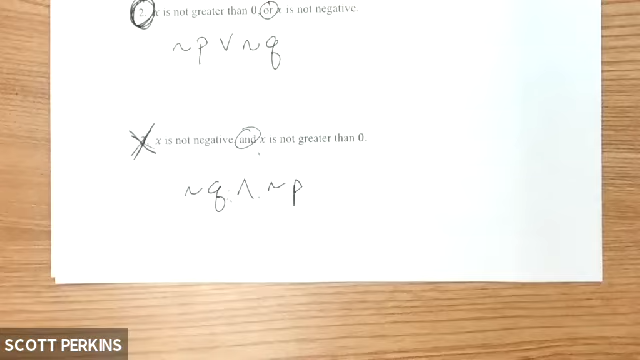 2. x is not greater than 0, or x is not negative.
~p ∨ ~q
x is not negative and x is not greater than 0.
~q ∧ ~p
SCOTT PERKINS